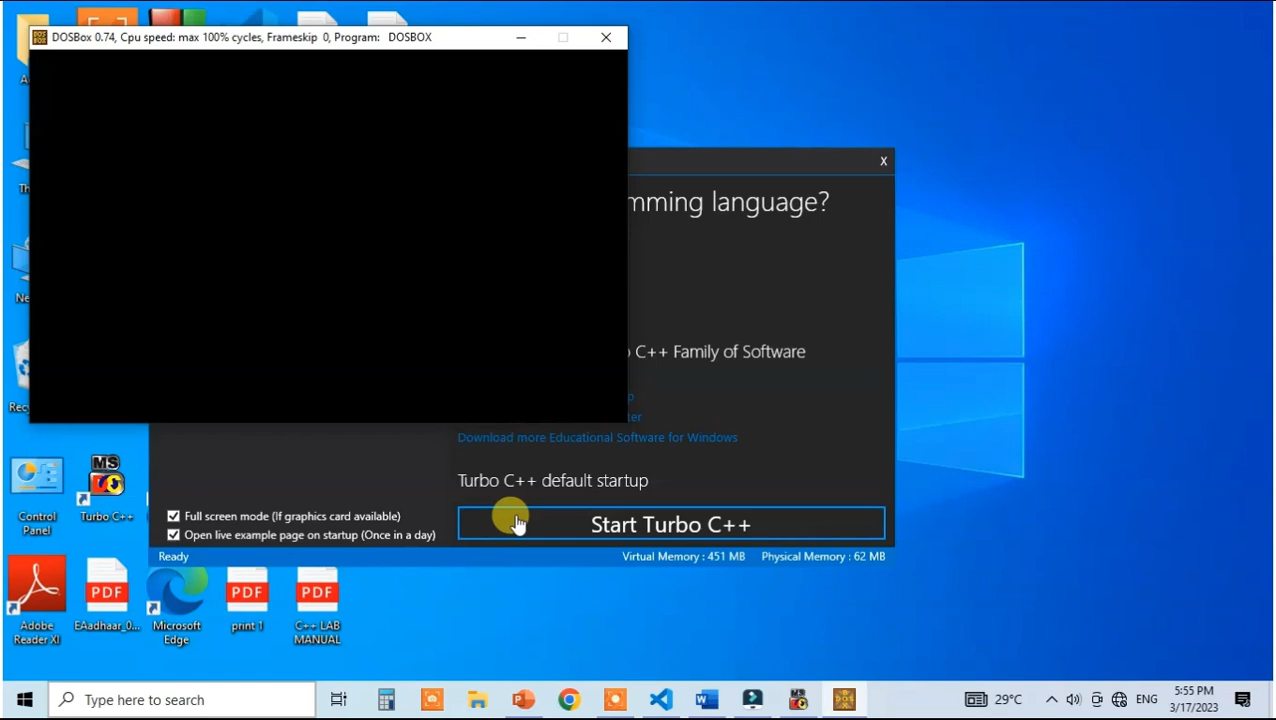 DOSBox 0.74, Cpu speed: max 100% cycles, Frameskip 0, Program: DOSBOX
X
mming language?
C++ Family of Software
Download more Educational Software for Windows
Turbo C++ default startup
Full screen mode (If graphics card available)
Open live example page on startup (Once in a day)
Start Turbo C++
Ready
Virtual Memory : 451 MB
Physical Memory : 62 MB
MS
DOS
Control
Panel
Turbo C++
PDF
PDF
PDF
Adobe
Reader XI
EAadhaar_0...
Microsoft
Edge
print 1
C++ LAB
MANUAL
Type here to search
29°C
ENG
5:55 PM
3/17/2023